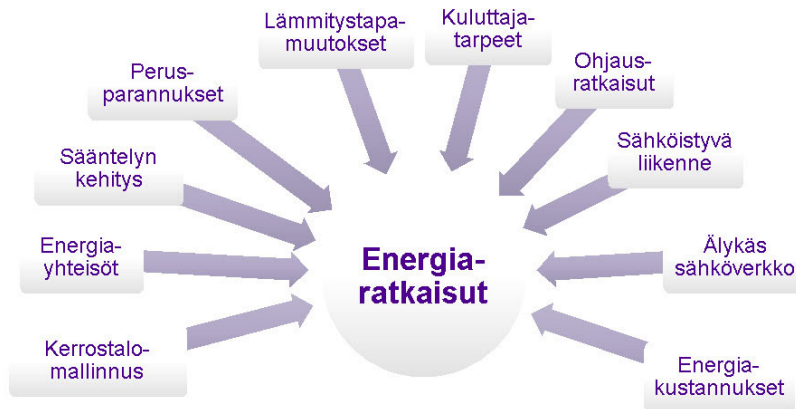 Lämmitystapa-
muutokset
Kuluttaja-
tarpeet
Perus-
parannukset
Ohjaus-
ratkaisut
Sääntelyn
kehitys
Sähköistyvä
liikenne
Energia-
yhteisöt
Energia-
ratkaisut
Älykäs
sähköverkko
Kerrostalo-
mallinnus
Energia-
kustannukset